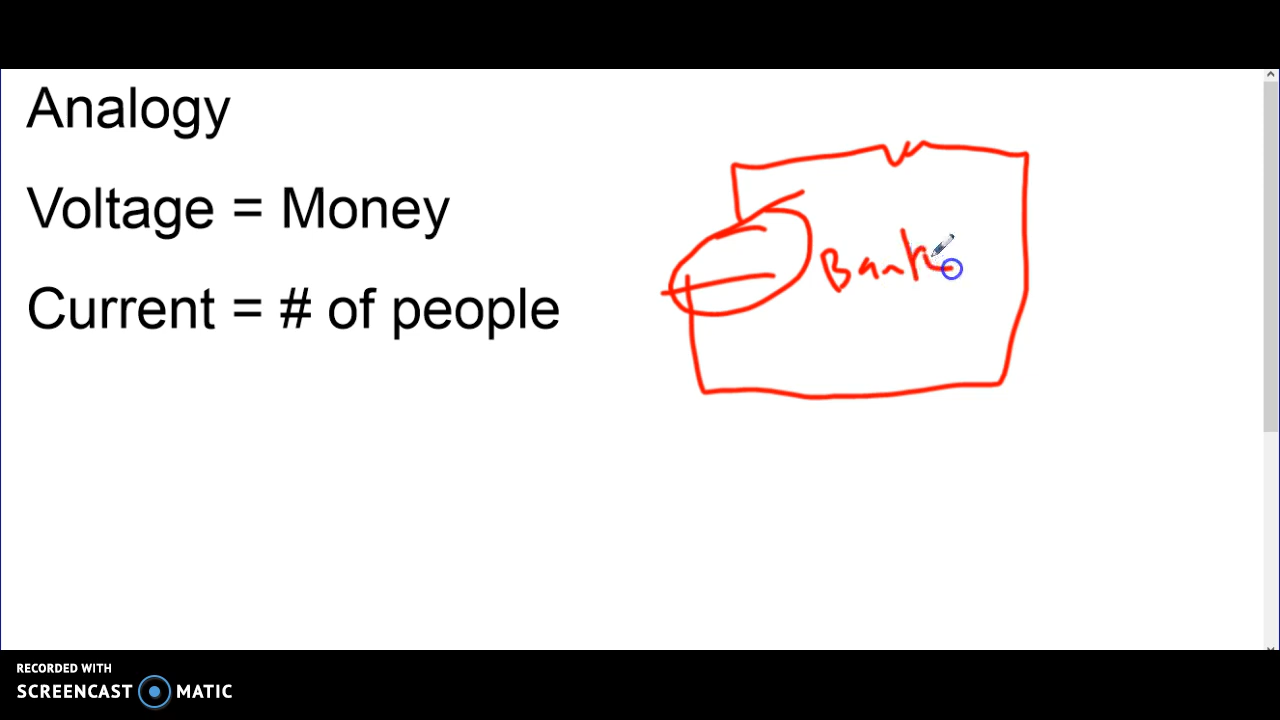 Analogy
Voltage = Money
Current = # of people
Bank
RECORDED WITH
SCREENCAST MATIC